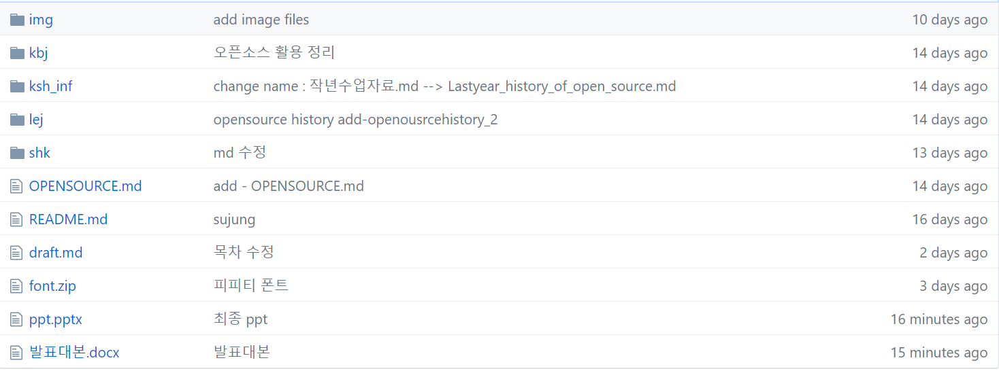 img add image files 10 days ago
kbj 오픈소스 활용 정리 14 days ago
ksh_inf change name : 작년수업자료.md --> Lastyear_history_of_open_source.md 14 days ago
lej opensource history add-openousrcehistory_2 14 days ago
shk md 수정 13 days ago
OPENSOURCE.md add - OPENSOURCE.md 14 days ago
README.md sujung 16 days ago
draft.md 목차 수정 2 days ago
font.zip 피피티 폰트 3 days ago
ppt.pptx 최종 ppt 16 minutes ago
발표대본.docx 발표대본 15 minutes ago